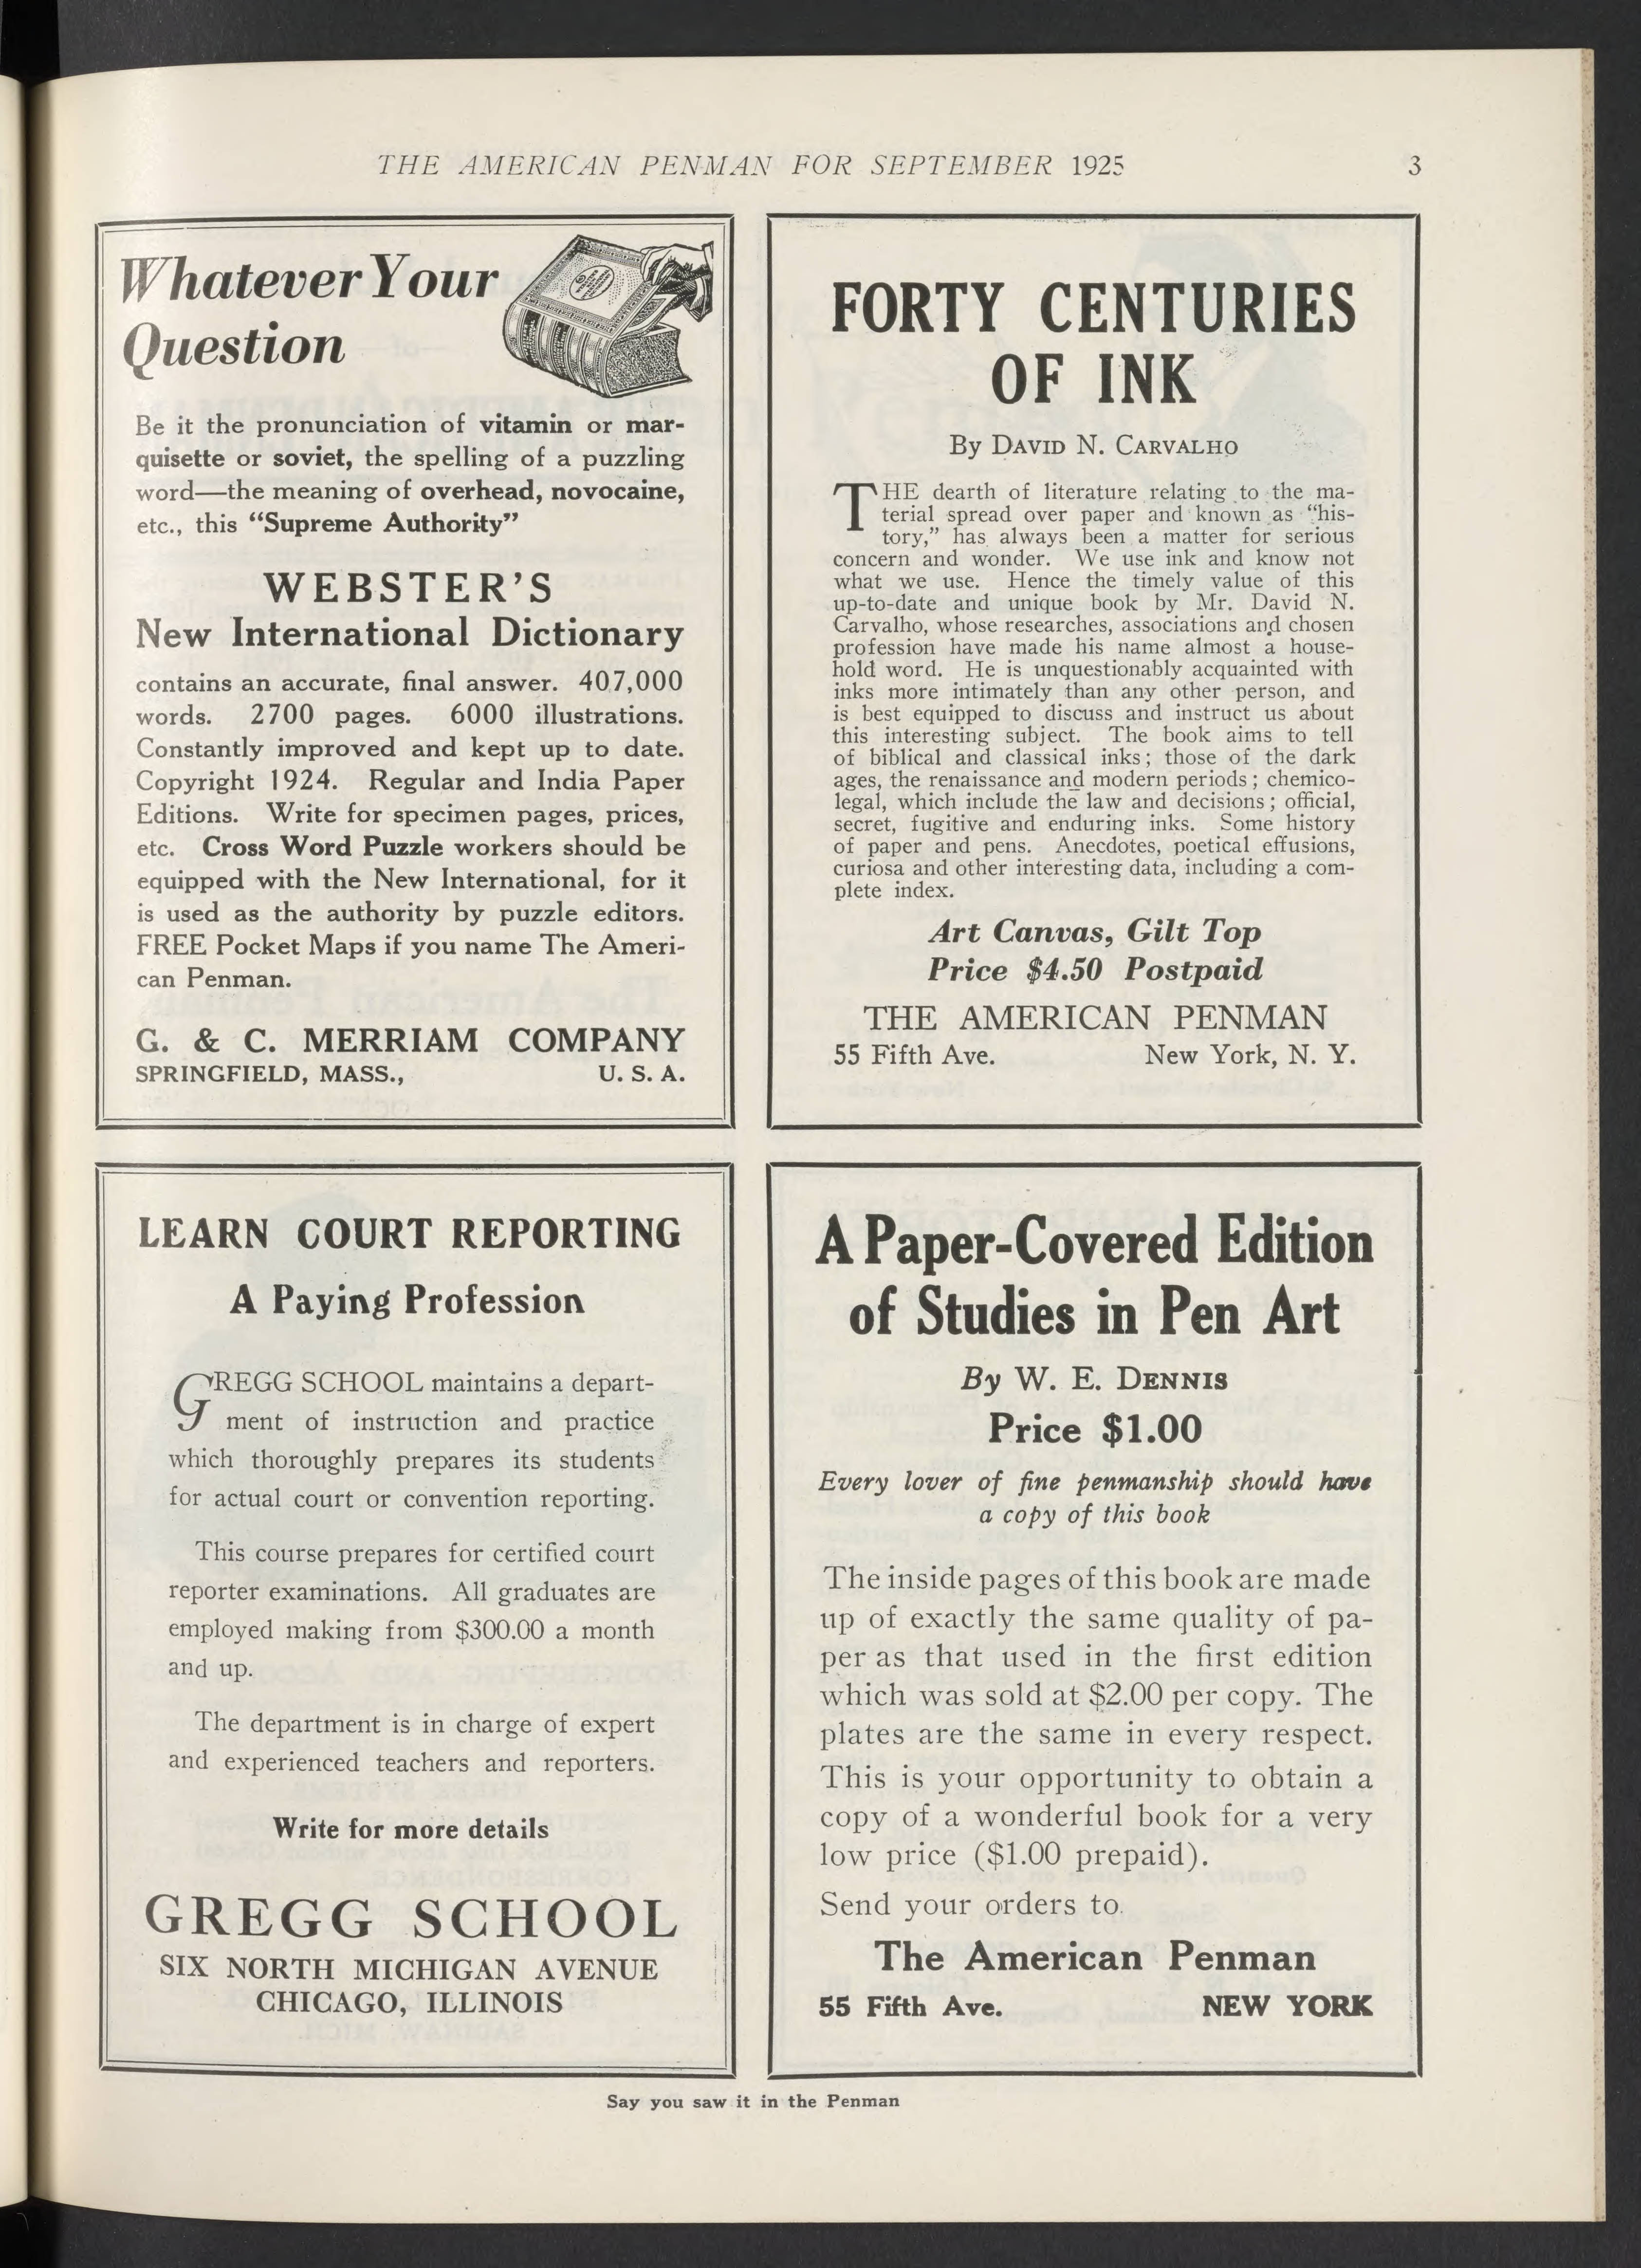 THE AMERICAN PENMAN FOR SEPTEMBER 1925 3
Whatever Your
Question
Be it the pronunciation of vitamin or mar-
quisette or soviet, the spelling of a puzzling
word—the meaning of overhead, novocaine,
etc., this “Supreme Authority”
WEBSTER’S
New International Dictionary
contains an accurate, final answer. 407,000
words. 2700 pages. 6000 illustrations.
Constantly improved and kept up to date.
Copyright 1924. Regular and India Paper
Editions. Write for specimen pages, prices,
etc. Cross Word Puzzle workers should be
equipped with the New International, for it
is used as the authority by puzzle editors.
FREE Pocket Maps if you name The Ameri-
can Penman.
G. & C. MERRIAM COMPANY
SPRINGFIELD, MASS., U. S. A.
FORTY CENTURIES
OF INK
By DAVID N. CARVALHO
THE dearth of literature relating to the ma-
terial spread over paper and known as “his-
tory,” has always been a matter for serious
concern and wonder. We use ink and know not
what we use. Hence the timely value of this
up-to-date and unique book by Mr. David N.
Carvalho, whose researches, associations and chosen
profession have made his name almost a house-
hold word. He is unquestionably acquainted with
inks more intimately than any other person, and
is best equipped to discuss and instruct us about
this interesting subject. The book aims to tell
of biblical and classical inks; those of the dark
ages, the renaissance and modern periods; chemico-
legal, which include the law and decisions; official,
secret, fugitive and enduring inks. Some history
of paper and pens. Anecdotes, poetical effusions,
curiosa and other interesting data, including a com-
plete index.
Art Canvas, Gilt Top
Price $4.50 Postpaid
THE AMERICAN PENMAN
55 Fifth Ave. New York, N. Y.
LEARN COURT REPORTING
A Paying Profession
GREGG SCHOOL maintains a depart-
ment of instruction and practice
which thoroughly prepares its students
for actual court or convention reporting.
This course prepares for certified court
reporter examinations. All graduates are
employed making from $300.00 a month
and up.
The department is in charge of expert
and experienced teachers and reporters.
Write for more details
GREGG SCHOOL
SIX NORTH MICHIGAN AVENUE
CHICAGO, ILLINOIS
A Paper-Covered Edition
of Studies in Pen Art
By W. E. DENNIS
Price $1.00
Every lover of fine penmanship should have
a copy of this book
The inside pages of this book are made
up of exactly the same quality of pa-
per as that used in the first edition
which was sold at $2.00 per copy. The
plates are the same in every respect.
This is your opportunity to obtain a
copy of a wonderful book for a very
low price ($1.00 prepaid).
Send your orders to
The American Penman
55 Fifth Ave. NEW YORK
Say you saw it in the Penman